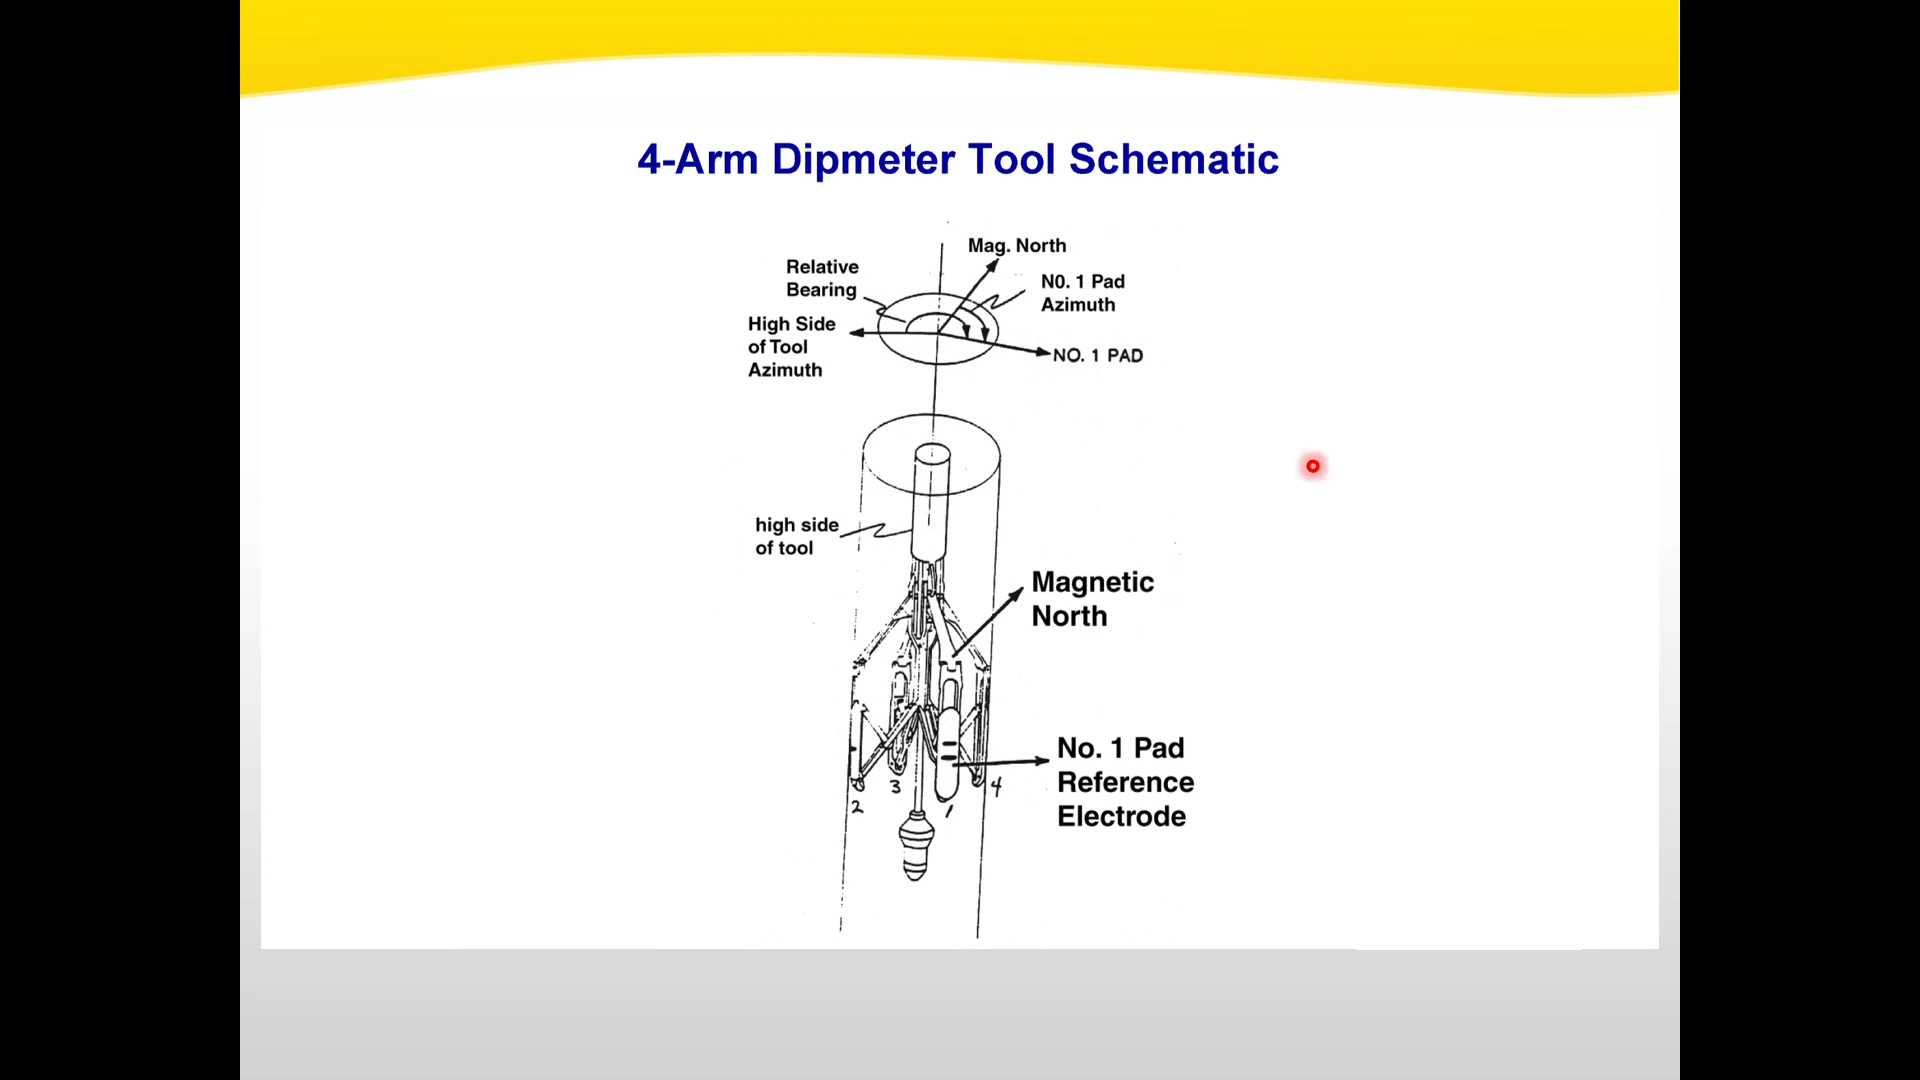 4-Arm Dipmeter Tool Schematic
Mag. North
Relative
Bearing
N0. 1 Pad
Azimuth
High Side
of Tool
Azimuth
NO. 1 PAD
high side
of tool
Magnetic
North
No. 1 Pad
Reference
Electrode
3
4
2
1